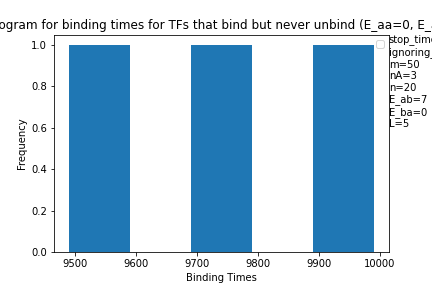 ogram for binding times for TFs that bind but never unbind (E_aa=0, E_
stop_time
ignoring_
m=50
nA=3
n=20
E_ab=7
E_ba=0
L=5
1.0
0.8
0.6
0.4
0.2
0.0
Frequency
9500 9600 9700 9800 9900 10000
Binding Times